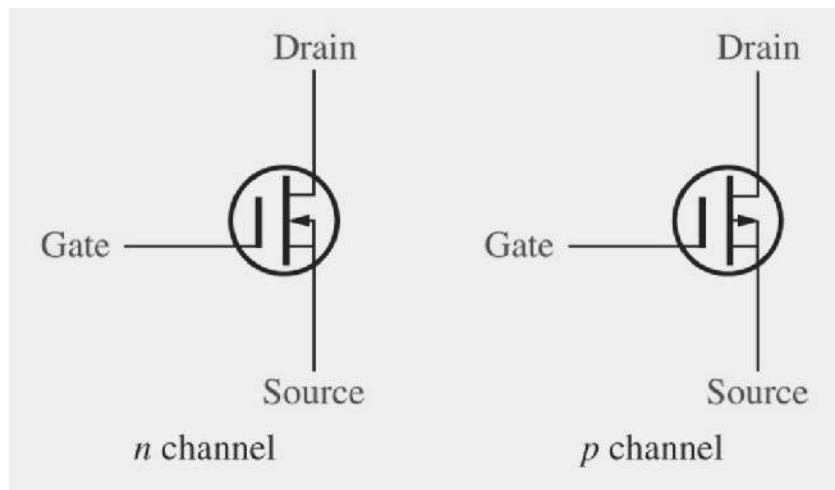 Drain
Drain
Gate
Gate
Source
Source
n channel
p channel